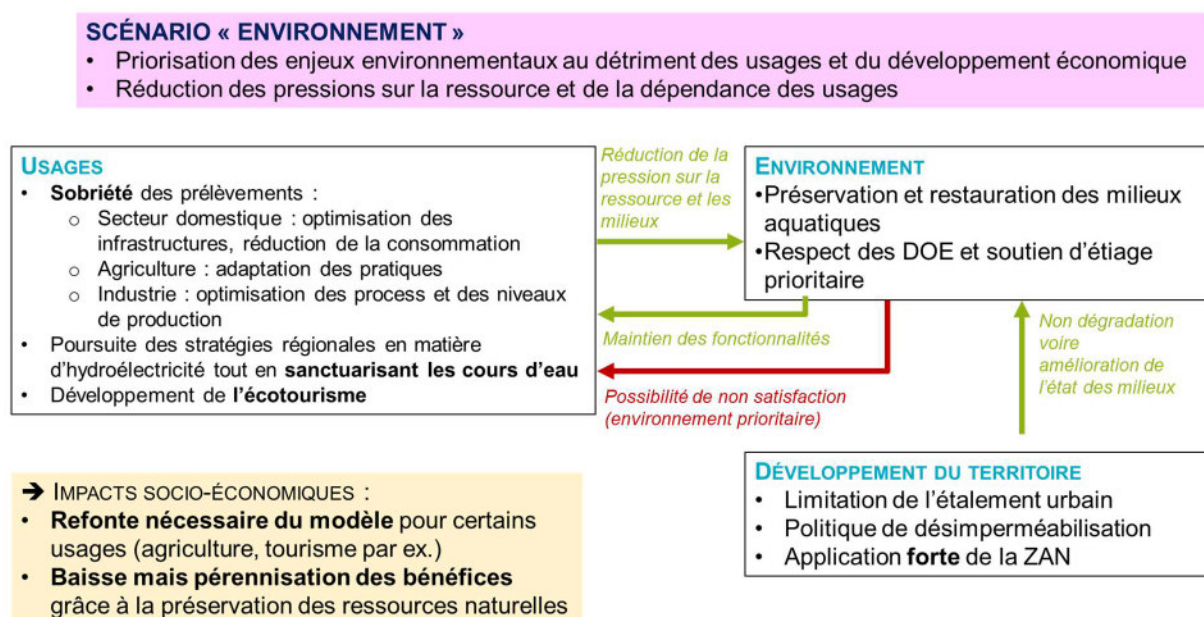 SCÉNARIO « ENVIRONNEMENT »
• Priorisation des enjeux environnementaux au détriment des usages et du développement économique
• Réduction des pressions sur la ressource et de la dépendance des usages
USAGES
• Sobriété des prélèvements :
o Secteur domestique : optimisation des
infrastructures, réduction de la consommation
o Agriculture : adaptation des pratiques
o Industrie : optimisation des process et des niveaux
de production
• Poursuite des stratégies régionales en matière
d'hydroélectricité tout en sanctuarisant les cours d'eau
• Développement de l'écotourisme
Réduction de la
pression sur la
ressource et les
milieux
ENVIRONNEMENT
•Préservation et restauration des milieux
aquatiques
•Respect des DOE et soutien d'étiage
prioritaire
Maintien des fonctionnalités
Possibilité de non satisfaction
(environnement prioritaire)
Non dégradation
voire
amélioration de
l'état des milieux
➔ IMPACTS SOCIO-ÉCONOMIQUES :
• Refonte nécessaire du modèle pour certains
usages (agriculture, tourisme par ex.)
• Baisse mais pérennisation des bénéfices
grâce à la préservation des ressources naturelles
DÉVELOPPEMENT DU TERRITOIRE
• Limitation de l'étalement urbain
• Politique de désimperméabilisation
• Application forte de la ZAN